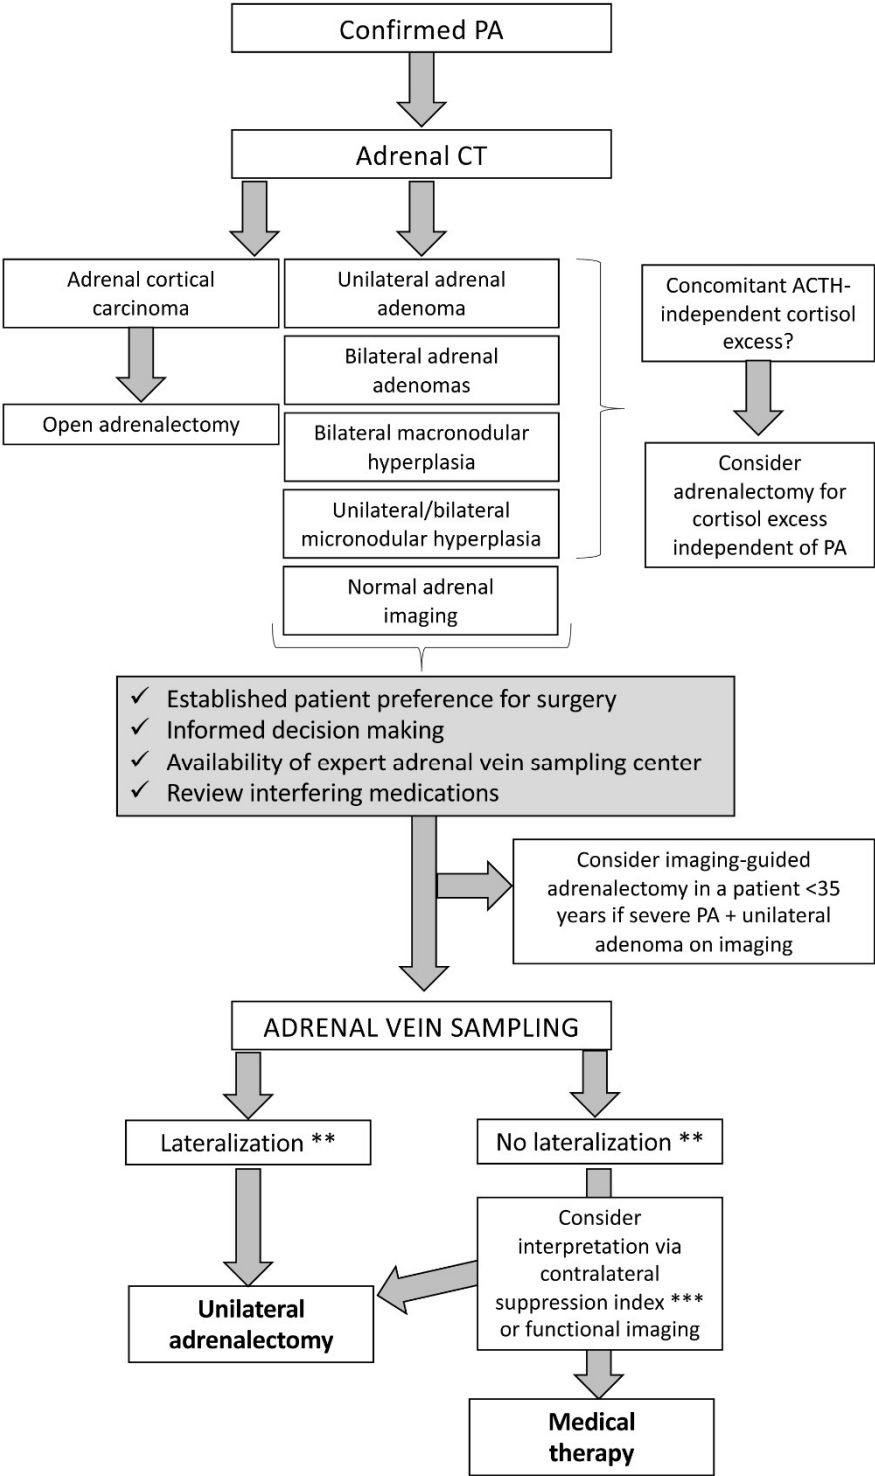 Confirmed PA
Adrenal CT
Adrenal cortical
carcinoma
Open adrenalectomy
Unilateral adrenal
adenoma
Bilateral adrenal
adenomas
Bilateral macronodular
hyperplasia
Unilateral/bilateral
micronodular hyperplasia
Normal adrenal
imaging
Concomitant ACTH-
independent cortisol
excess?
Consider
adrenalectomy for
cortisol excess
independent of PA
✓ Established patient preference for surgery
✓ Informed decision making
✓ Availability of expert adrenal vein sampling center
✓ Review interfering medications
Consider imaging-guided
adrenalectomy in a patient <35
years if severe PA + unilateral
adenoma on imaging
ADRENAL VEIN SAMPLING
Lateralization **
No lateralization **
Consider
interpretation via
contralateral
suppression index ***
or functional imaging
Unilateral
adrenalectomy
Medical
therapy